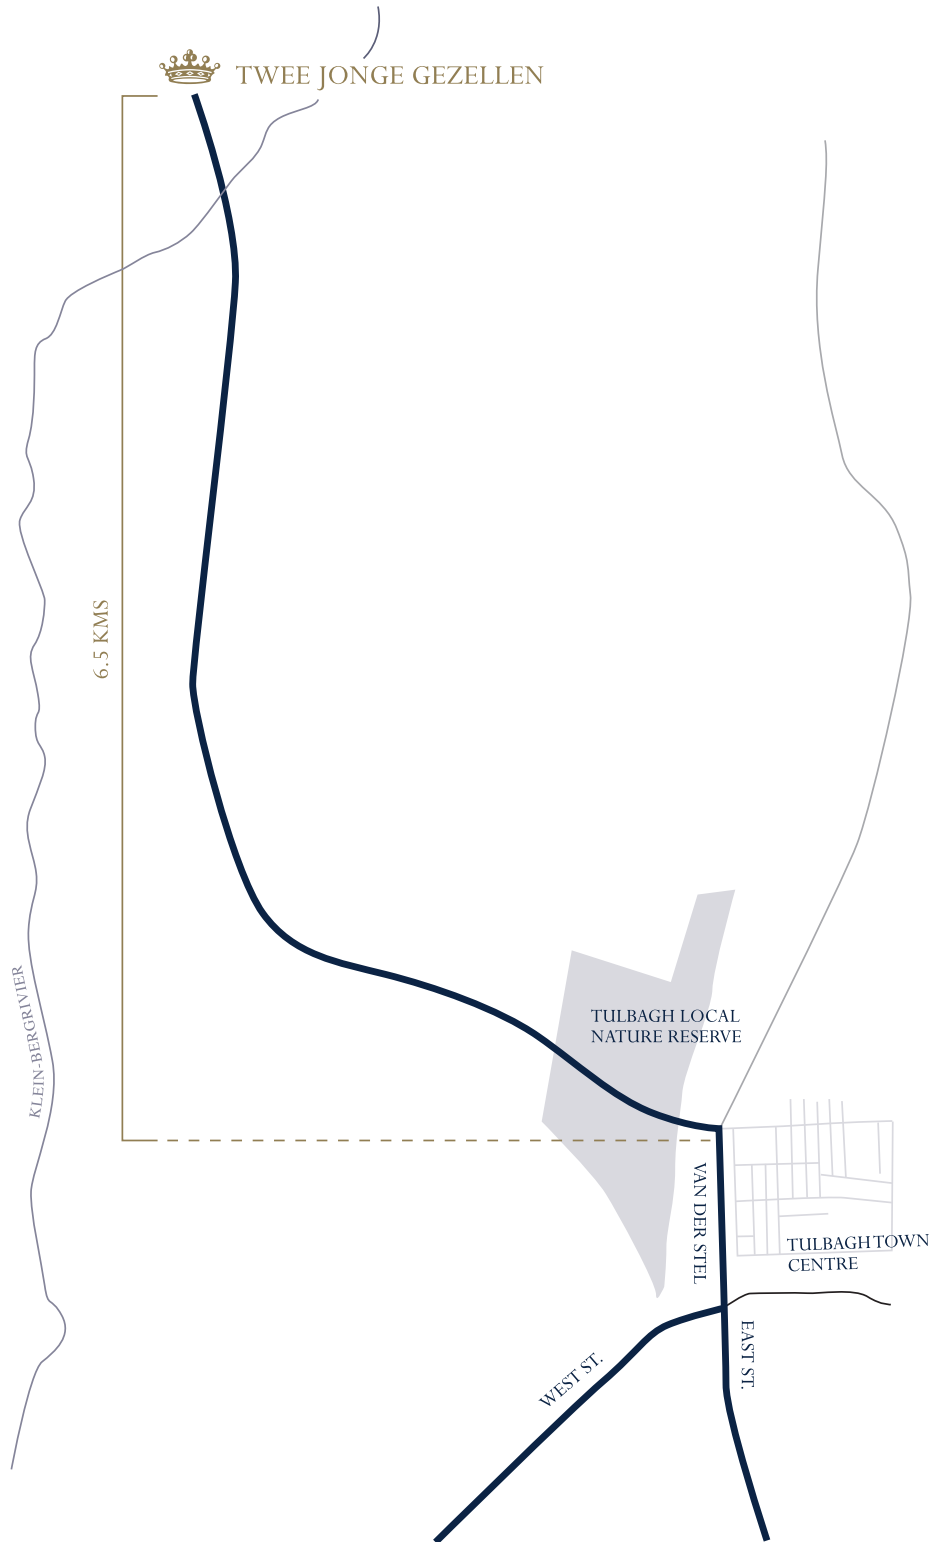 TWEE JONGE GEZELLEN
6.5 KMS
KLEIN-BERGRIVIER
TULBAGH LOCAL
NATURE RESERVE
VAN DER STEL
TULBAGH TOWN
CENTRE
EAST ST.
WEST ST.